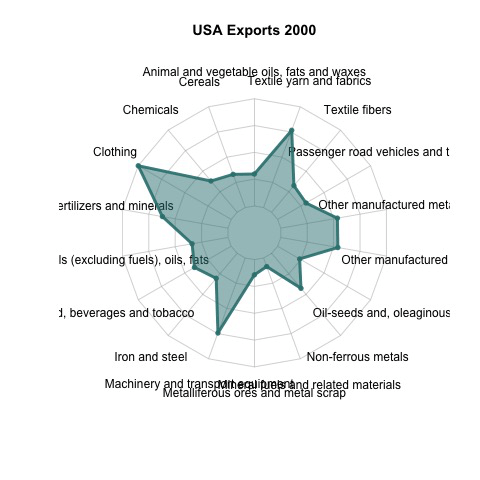 USA Exports 2000
Animal and vegetable oils, fats and waxes
Cereals
Textile yarn and fabrics
Chemicals
Textile fibers
Clothing
Passenger road vehicles and t
ertilizers and minerals
Other manufactured meta
ls (excluding fuels), oils, fats
Other manufactured
d, beverages and tobacco
Oil-seeds and, oleaginous
Iron and steel
Non-ferrous metals
Machinery and transport equipment
Mineral fuels and related materials
Metalliferous ores and metal scrap